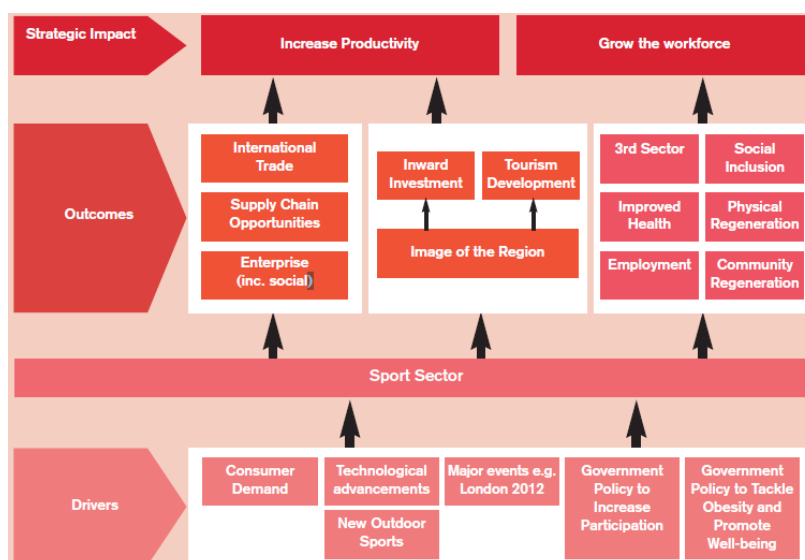 Strategic Impact
Increase Productivity
Grow the workforce
Outcomes
International
Trade
Supply Chain
Opportunities
Enterprise
(inc. social)
Inward
Investment
Tourism
Development
Image of the Region
3rd Sector
Social
Inclusion
Improved
Health
Physical
Regeneration
Employment
Community
Regeneration
Sport Sector
Drivers
Consumer
Demand
Technological
advancements
New Outdoor
Sports
Major events e.g.
London 2012
Government
Policy to
Increase
Participation
Government
Policy to Tackle
Obesity and
Promote
Well-being